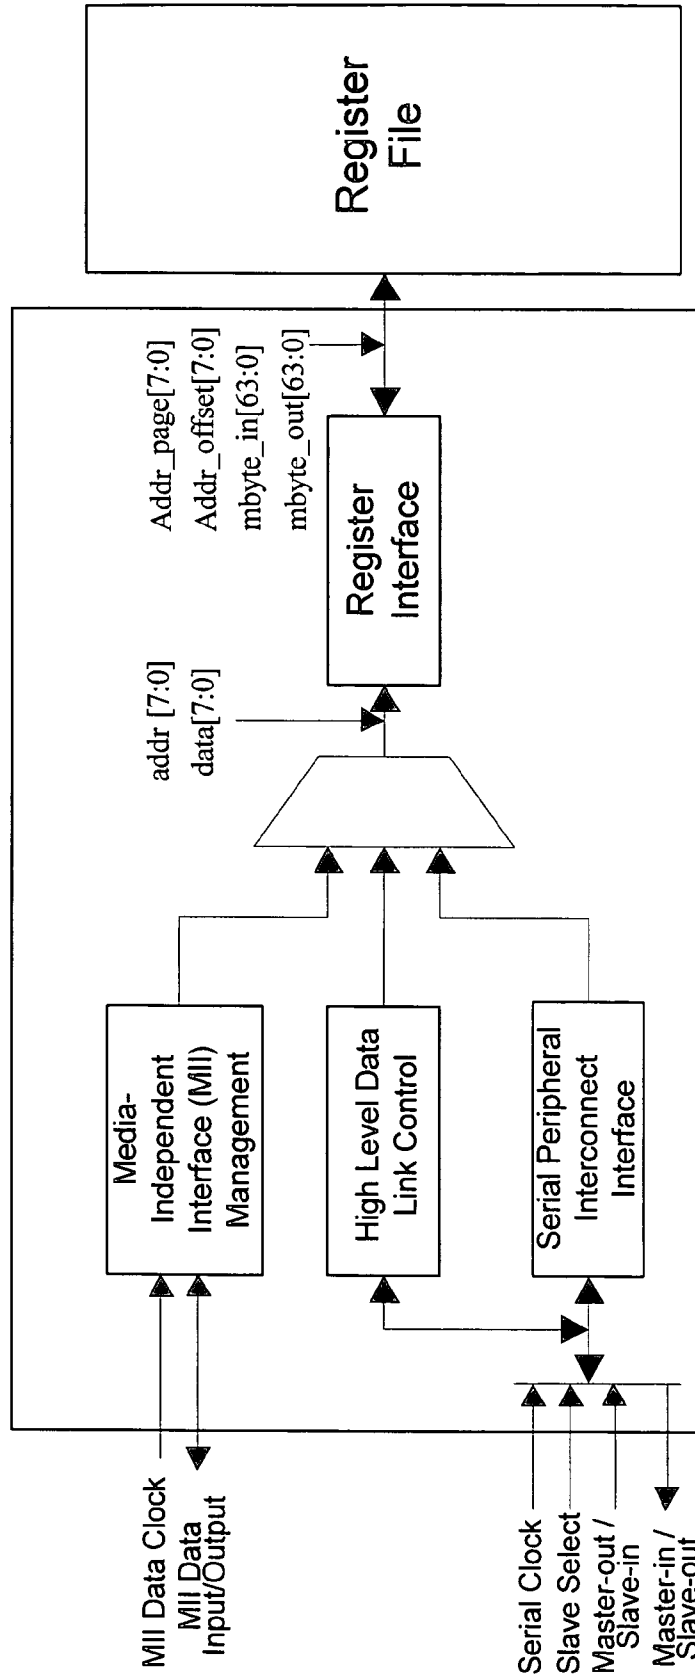 MII Data Clock
MII Data
Input/Output
Serial Clock
Slave Select
Master-out /
Slave-in
Master-in /
Slave-out
Media-
Independent
Interface (MII)
Management
High Level Data
Link Control
Serial Peripheral
Interconnect
Interface
addr [7:0]
data[7:0]
Register
Interface
Addr_page[7:0]
Addr_offset[7:0]
mbyte_in[63:0]
mbyte_out[63:0]
Register
File